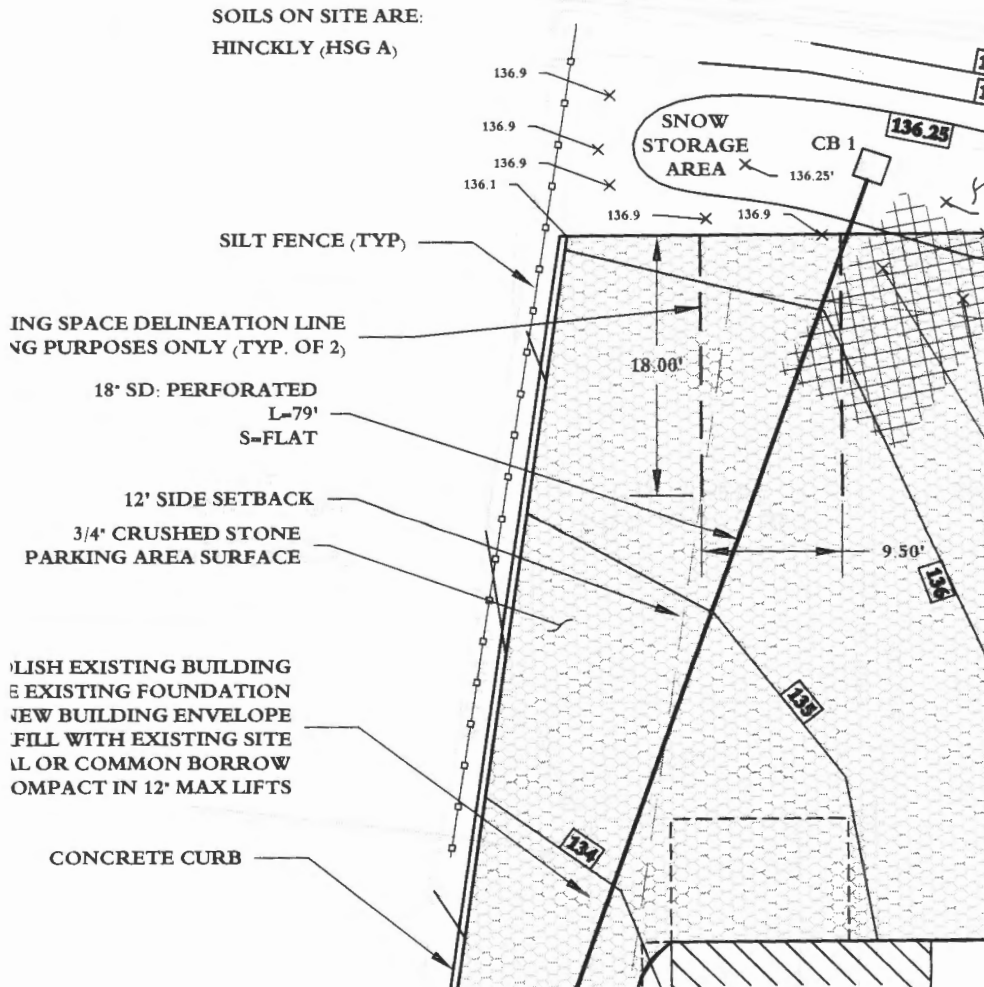 SOILS ON SITE ARE:
HINCKLY (HSG A)
136.9
136.9
136.9
136.1
SNOW
STORAGE
AREA
136.25'
CB 1
136.25
136.9
136.9
SILT FENCE (TYP)
ING SPACE DELINEATION LINE
NG PURPOSES ONLY (TYP. OF 2)
18" SD: PERFORATED
L=79'
S=FLAT
18.00'
12' SIDE SETBACK
3/4" CRUSHED STONE
PARKING AREA SURFACE
9.50'
136
LISH EXISTING BUILDING
E EXISTING FOUNDATION
NEW BUILDING ENVELOPE
FILL WITH EXISTING SITE
AL OR COMMON BORROW
OMPACT IN 12" MAX LIFTS
135
134
CONCRETE CURB